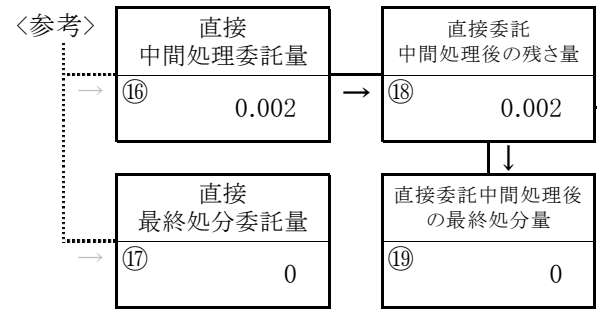 〈参考〉
直接
中間処理委託量
⑯
0.002
→
→
直接委託
中間処理後の残さ量
⑱
0.002
↓
直接
最終処分委託量
⑰
0
→
直接委託中間処理後
の最終処分量
⑲
0